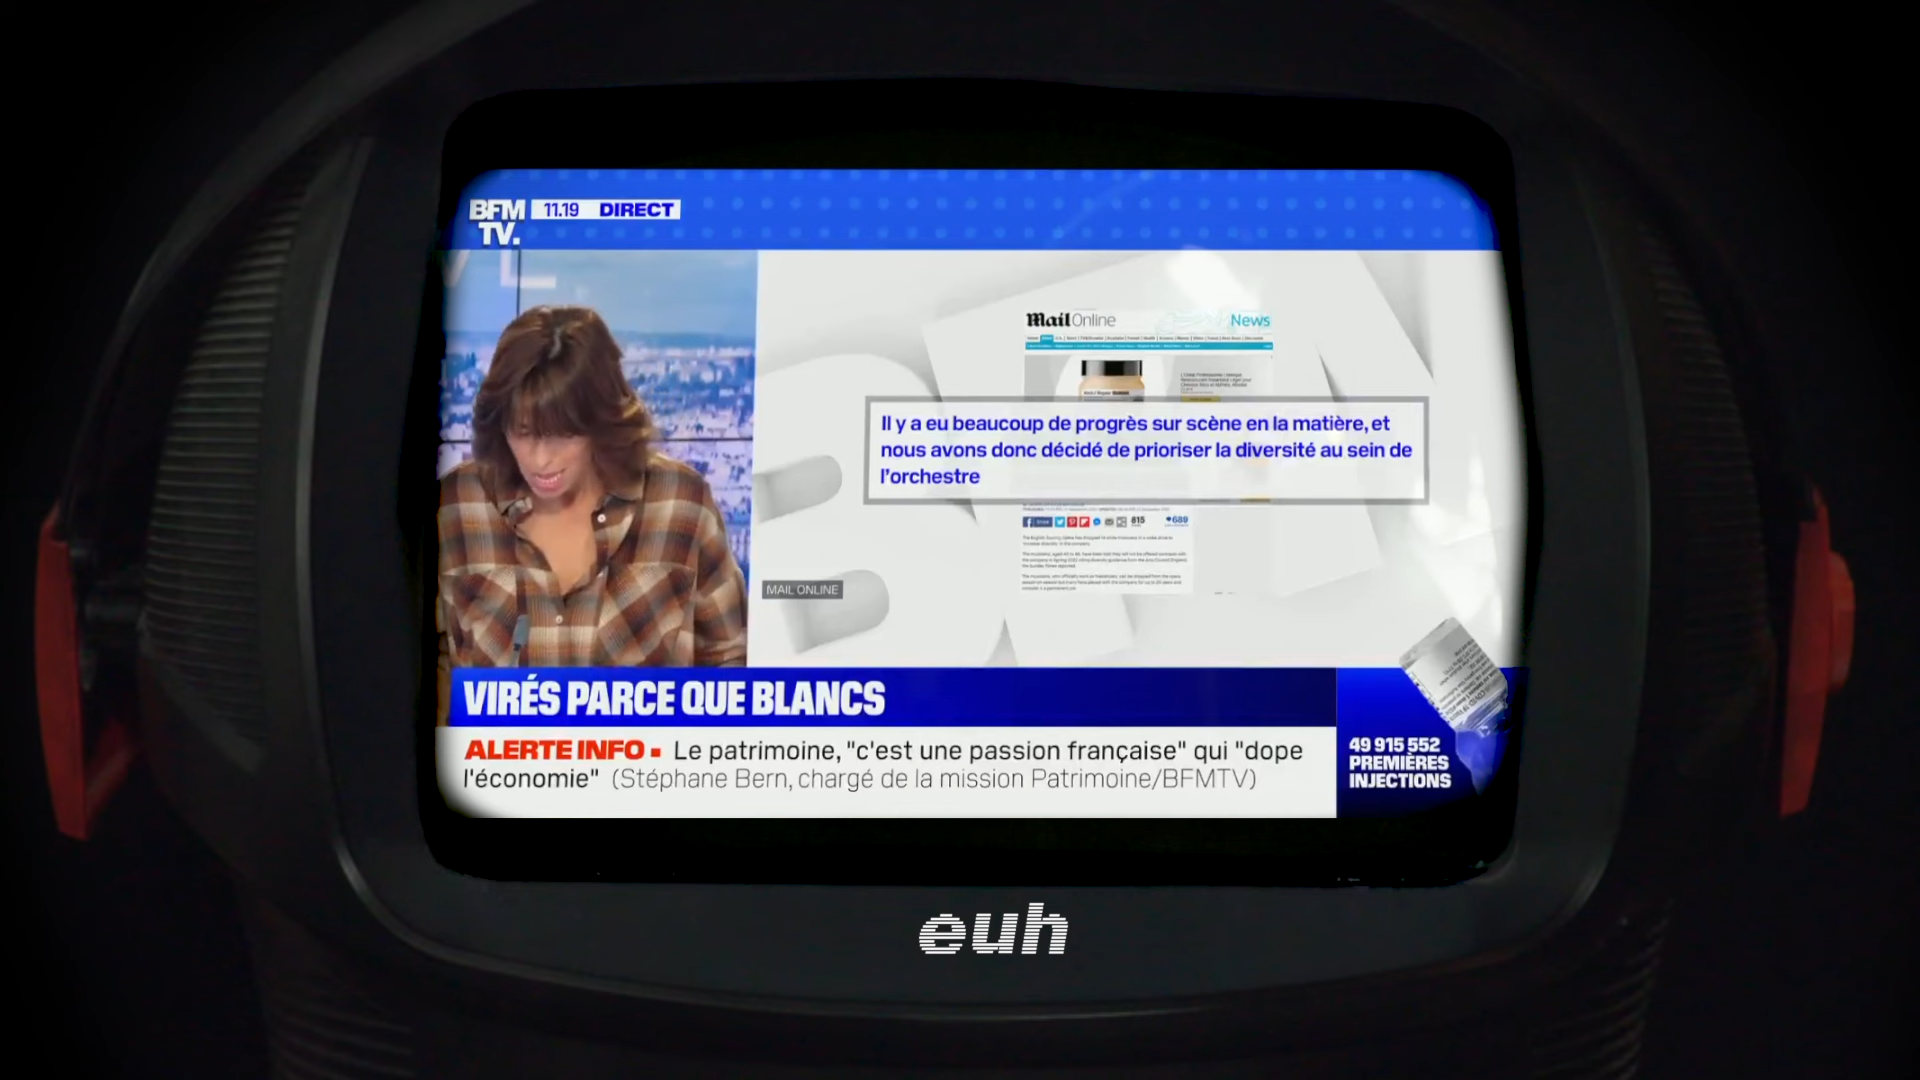 BFM
TV.
11.19 DIRECT
Mail Online
News
Il y a eu beaucoup de progrès sur scène en la matière, et
nous avons donc décidé de prioriser la diversité au sein de
l'orchestre
815
689
MAIL ONLINE
VIRÉS PARCE QUE BLANCS
ALERTE INFO ▪ Le patrimoine, "c'est une passion française" qui "dope
l'économie" (Stéphane Bern, chargé de la mission Patrimoine/BFMTV)
49 915 552
PREMIÈRES
INJECTIONS
euh